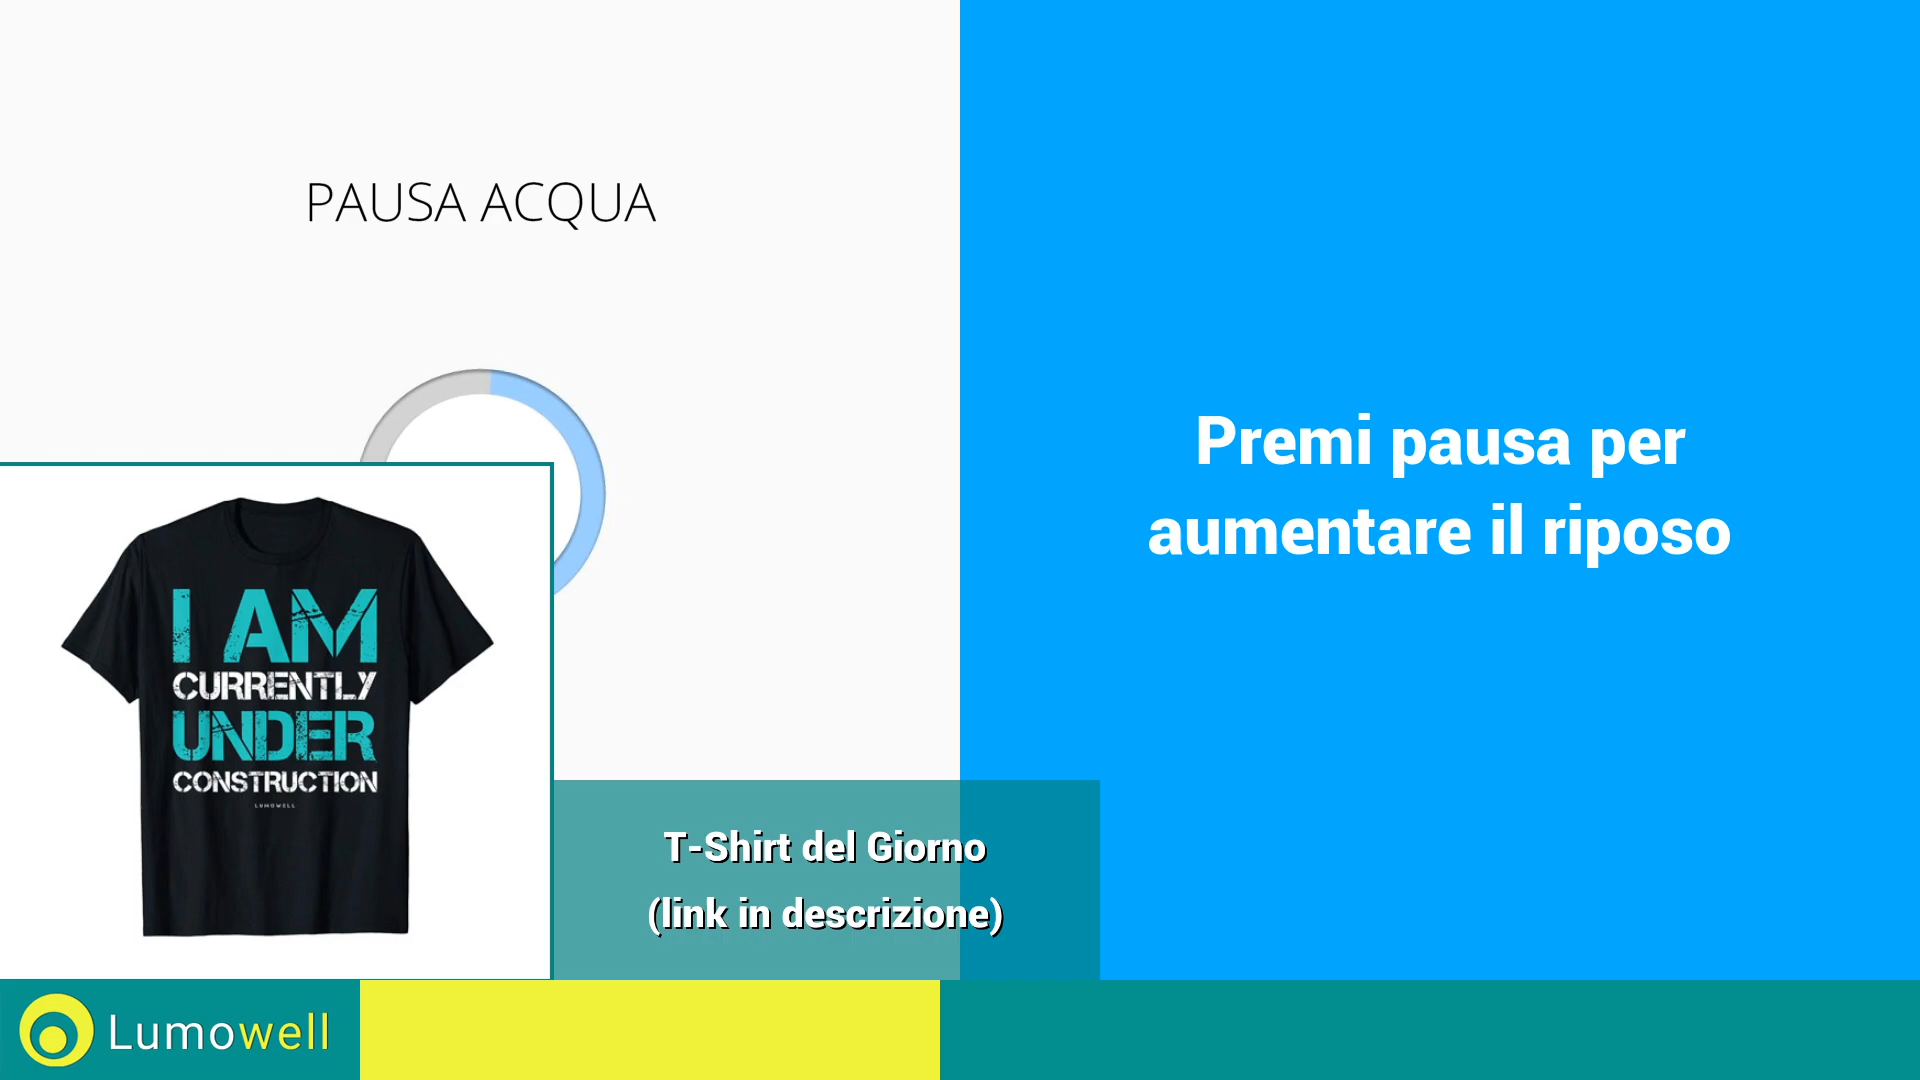 PAUSA ACQUA
Premi pausa per
aumentare il riposo
I AM
CURRENTLY
UNDER
CONSTRUCTION
LUMOWELL
T-Shirt del Giorno
(link in descrizione)
Lumowell